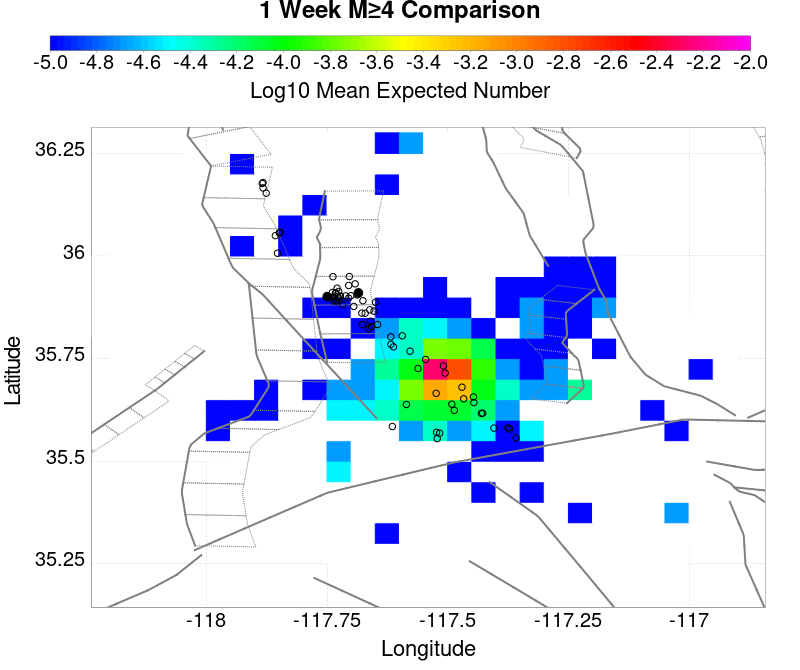 1 Week M≥4 Comparison
-5.0 -4.8 -4.6 -4.4 -4.2 -4.0 -3.8 -3.6 -3.4 -3.2 -3.0 -2.8 -2.6 -2.4 -2.2 -2.0
Log10 Mean Expected Number
36.25
36
35.75
35.5
35.25
Latitude
-118 -117.75 -117.5 -117.25 -117
Longitude